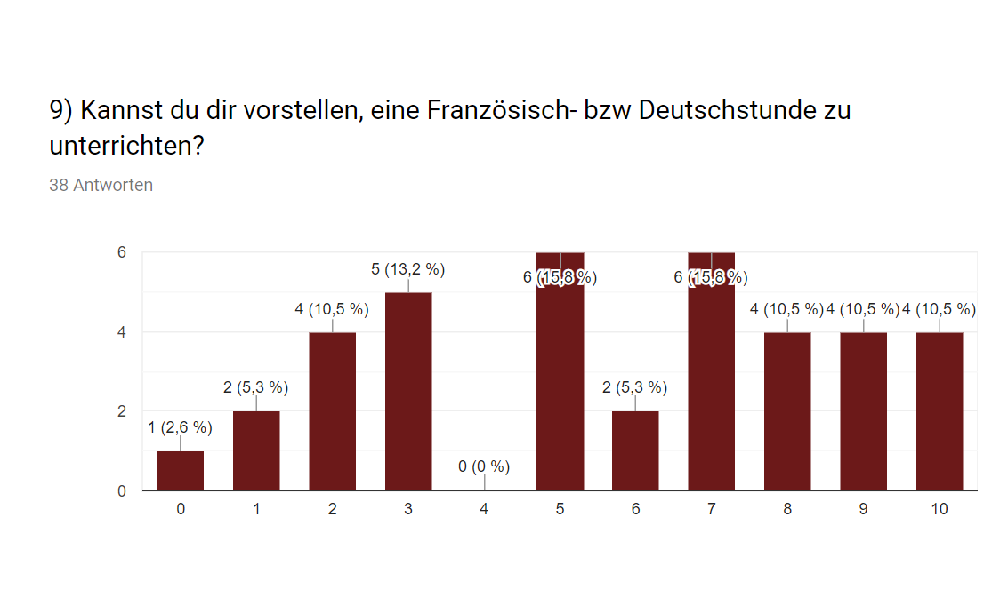 9) Kannst du dir vorstellen, eine Französisch- bzw Deutschstunde zu
unterrichten?
38 Antworten
6
5 (13,2 %)
6 (15,8 %)
6 (15,8 %)
4 (10,5 %)
4 (10,5 %)
4 (10,5 %)
4 (10,5 %)
4
2 (5,3 %)
2 (5,3 %)
2
1 (2,6 %)
0 (0 %)
0
0 1 2 3 4 5 6 7 8 9 10